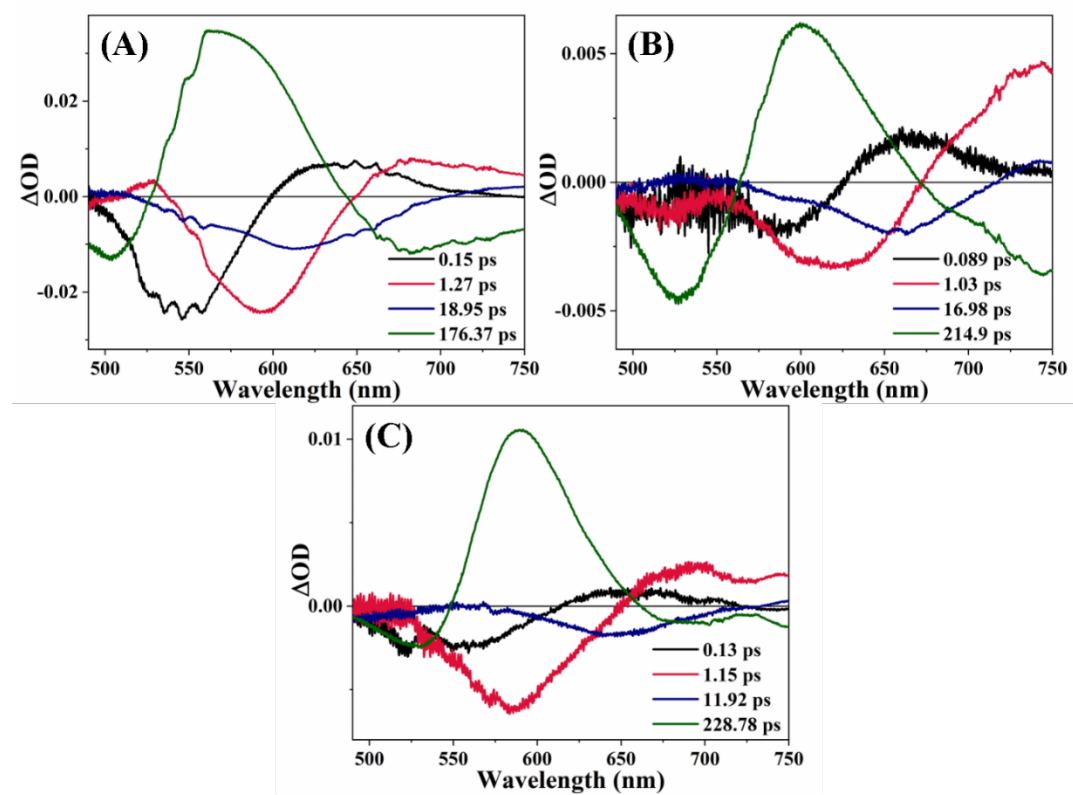 (A)
ΔOD
0.02
0.00
-0.02
0.15 ps
1.27 ps
18.95 ps
176.37 ps
500 550 600 650 700 750
Wavelength (nm)
(B)
ΔOD
0.005
0.000
-0.005
0.089 ps
1.03 ps
16.98 ps
214.9 ps
500 550 600 650 700 750
Wavelength (nm)
(C)
ΔOD
0.01
0.00
0.13 ps
1.15 ps
11.92 ps
228.78 ps
500 550 600 650 700 750
Wavelength (nm)